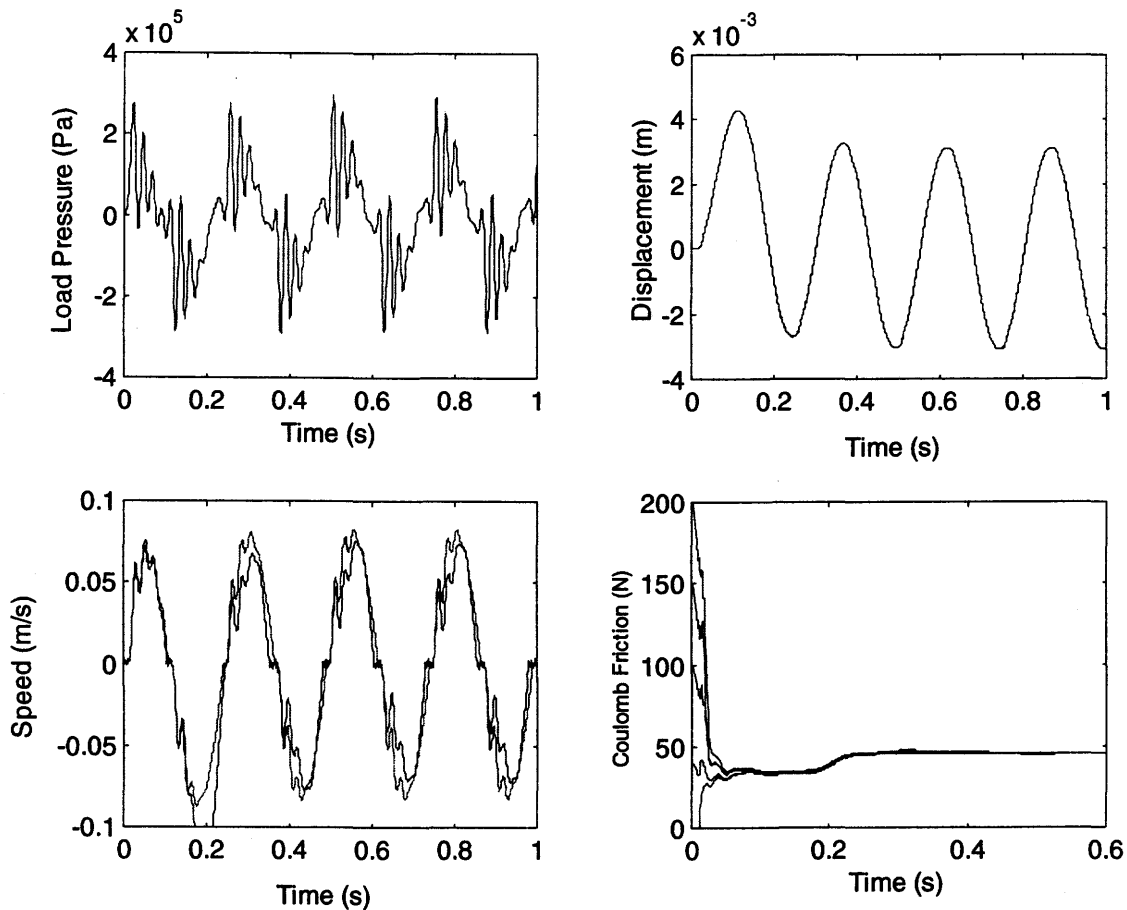 x 10^5
4
2
0
-2
-4
Load Pressure (Pa)
0 0.2 0.4 0.6 0.8 1
Time (s)
x 10^-3
6
4
2
0
-2
-4
Displacement (m)
0 0.2 0.4 0.6 0.8 1
Time (s)
0.1
0.05
0
-0.05
-0.1
Speed (m/s)
0 0.2 0.4 0.6 0.8 1
Time (s)
200
150
100
50
0
Coulomb Friction (N)
0 0.2 0.4 0.6
Time (s)